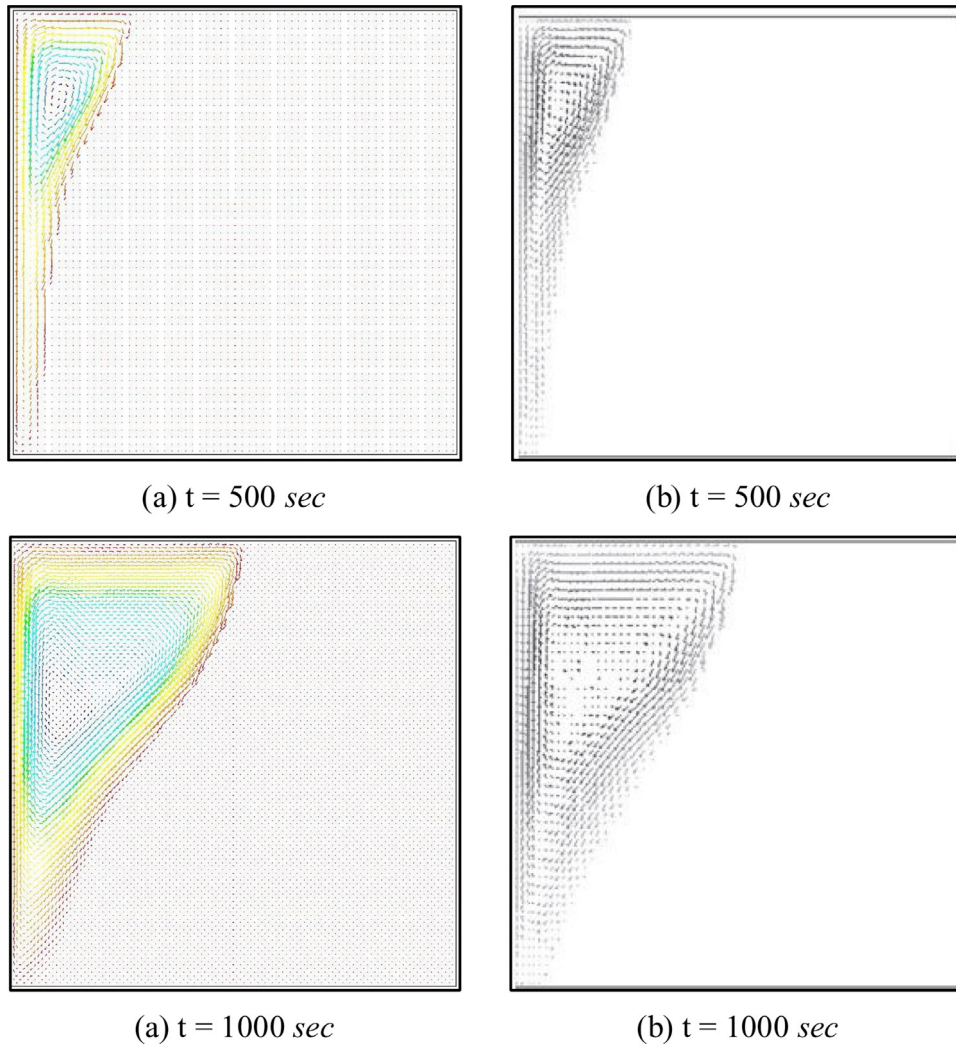 (a) t = 500 sec
(b) t = 500 sec
(a) t = 1000 sec
(b) t = 1000 sec